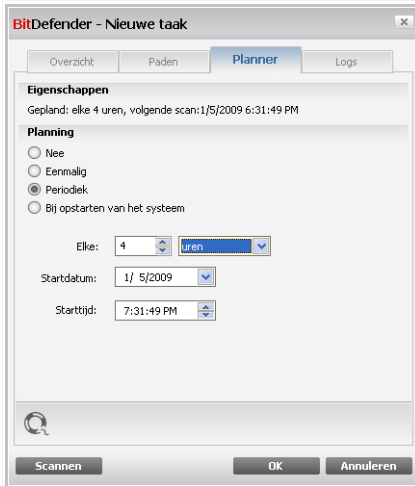 BitDefender - Nieuwe taak
Overzicht Paden Planner Logs
Eigenschappen
Gepland: elke 4 uren, volgende scan:1/5/2009 6:31:49 PM
Planning
Nee
Eenmalig
Periodiek
Bij opstarten van het systeem
Elke: 4 uren
Startdatum: 1/ 5/2009
Starttijd: 7:31:49 PM
Scannen OK Annuleren